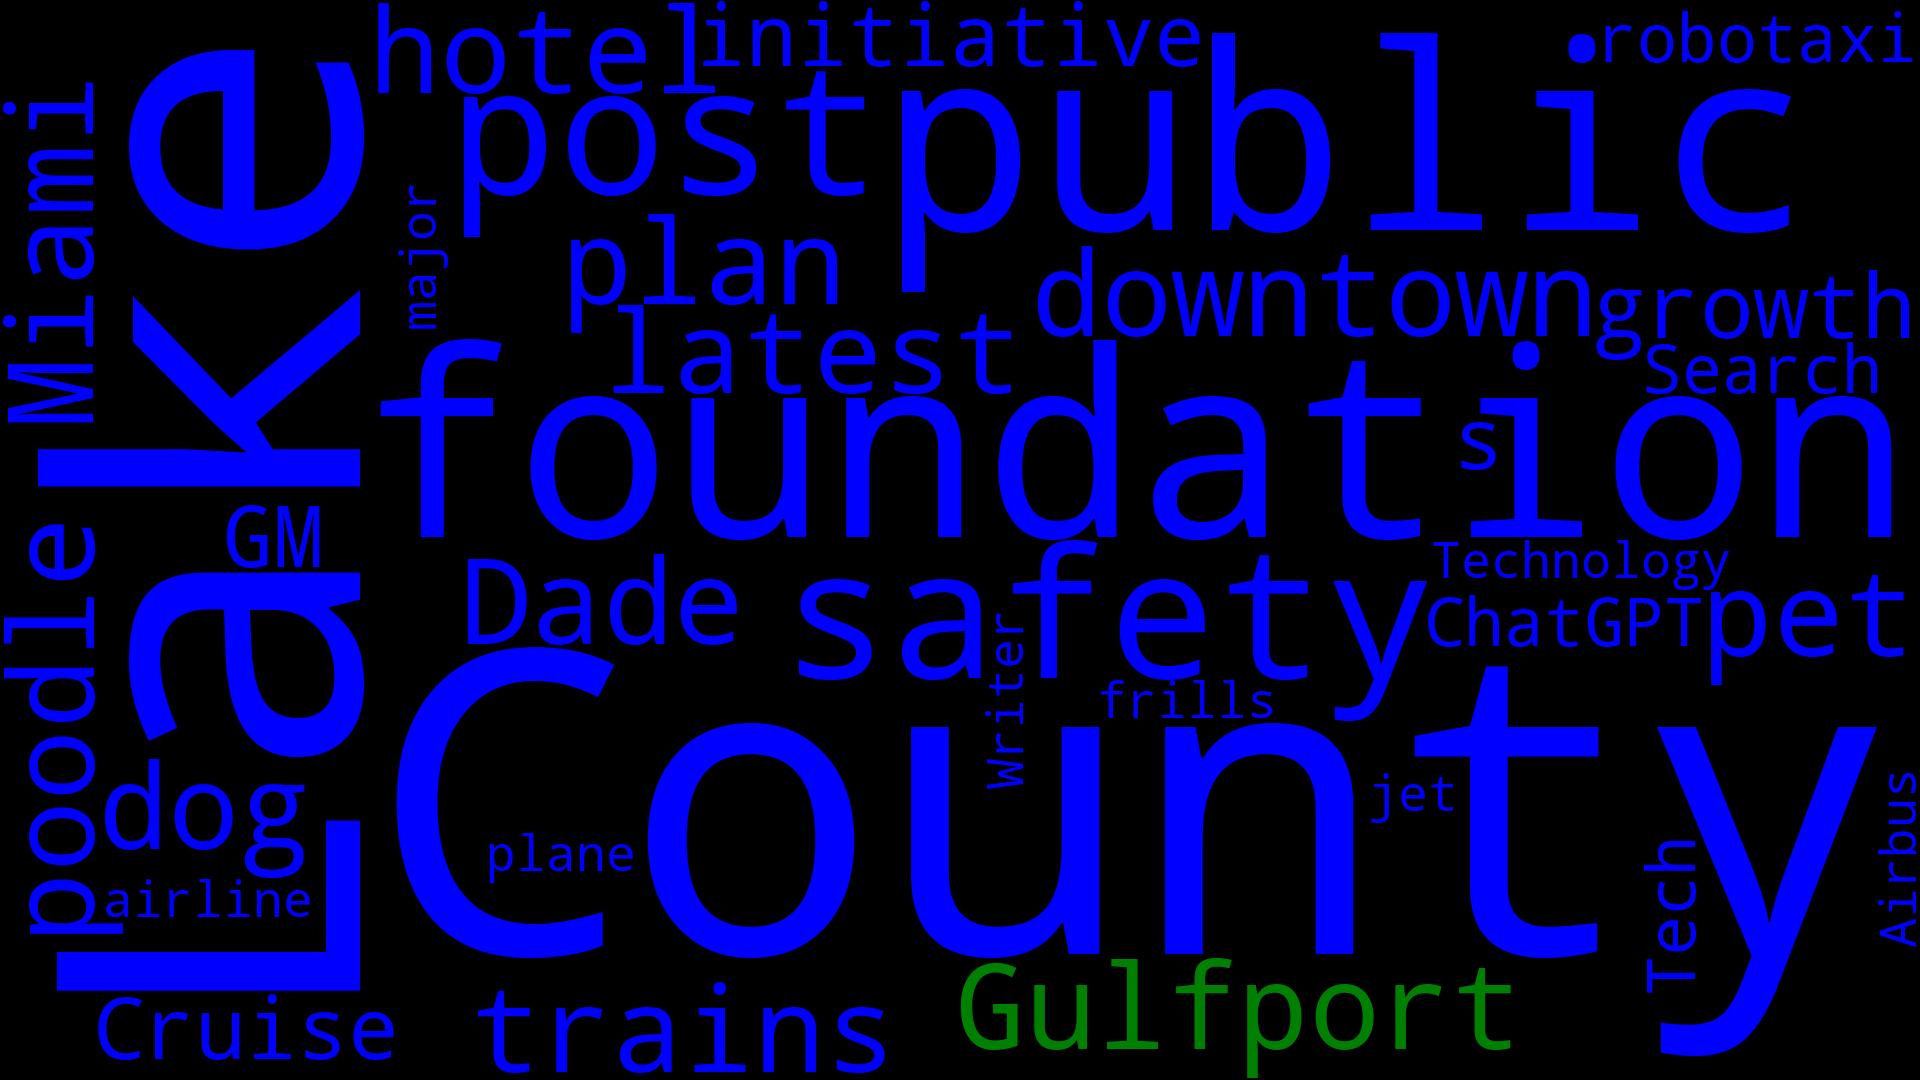 hotel
initiative
robotaxi
post
public
Miami
Lake
major
plan
downtown
growth
latest
Search
foundation
s
GM
Dade
safety
Technology
ChatGPT
pet
poodle
Writer
frills
County
dog
plane
jet
airline
Tech
Airbus
Cruise
trains
Gulfport